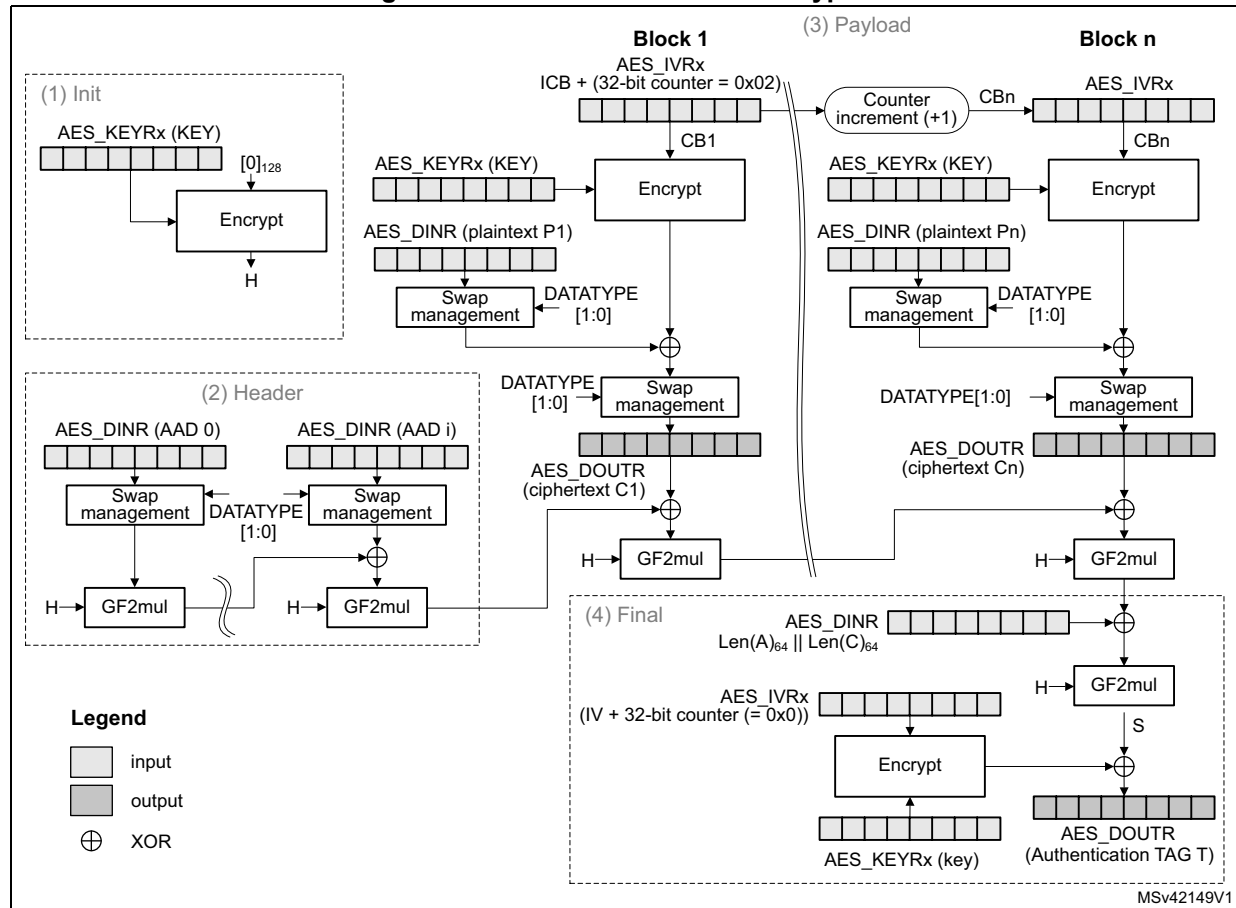 (3) Payload
Block 1
Block n
AES_IVRx
ICB + (32-bit counter = 0x02)
Counter
increment (+1)
CBn
AES_IVRx
CB1
CBn
(1) Init
AES_KEYRx (KEY)
[0]128
Encrypt
H
AES_KEYRx (KEY)
Encrypt
AES_KEYRx (KEY)
Encrypt
AES_DINR (plaintext P1)
Swap
management
DATATYPE
[1:0]
AES_DINR (plaintext Pn)
Swap
management
DATATYPE
[1:0]
DATATYPE
[1:0]
Swap
management
DATATYPE[1:0]
Swap
management
AES_DOUTR
(ciphertext C1)
AES_DOUTR
(ciphertext Cn)
H
GF2mul
H
GF2mul
(2) Header
AES_DINR (AAD 0)
AES_DINR (AAD i)
Swap
management
DATATYPE
[1:0]
Swap
management
H
GF2mul
H
GF2mul
(4) Final
AES_DINR
Len(A)64 || Len(C)64
H
GF2mul
S
AES_IVRx
(IV + 32-bit counter (= 0x0))
Encrypt
AES_KEYRx (key)
AES_DOUTR
(Authentication TAG T)
Legend
input
output
XOR
MSv42149V1